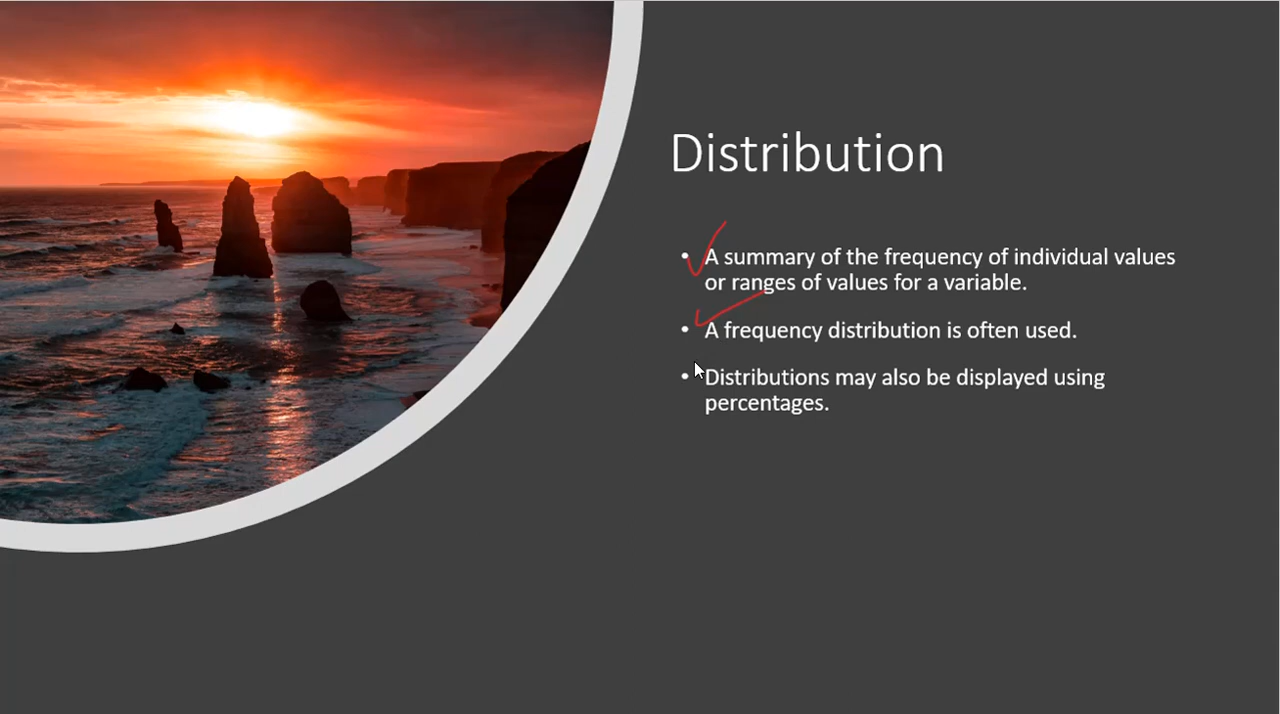 Distribution
• A summary of the frequency of individual values
or ranges of values for a variable.
• A frequency distribution is often used.
• Distributions may also be displayed using
percentages.